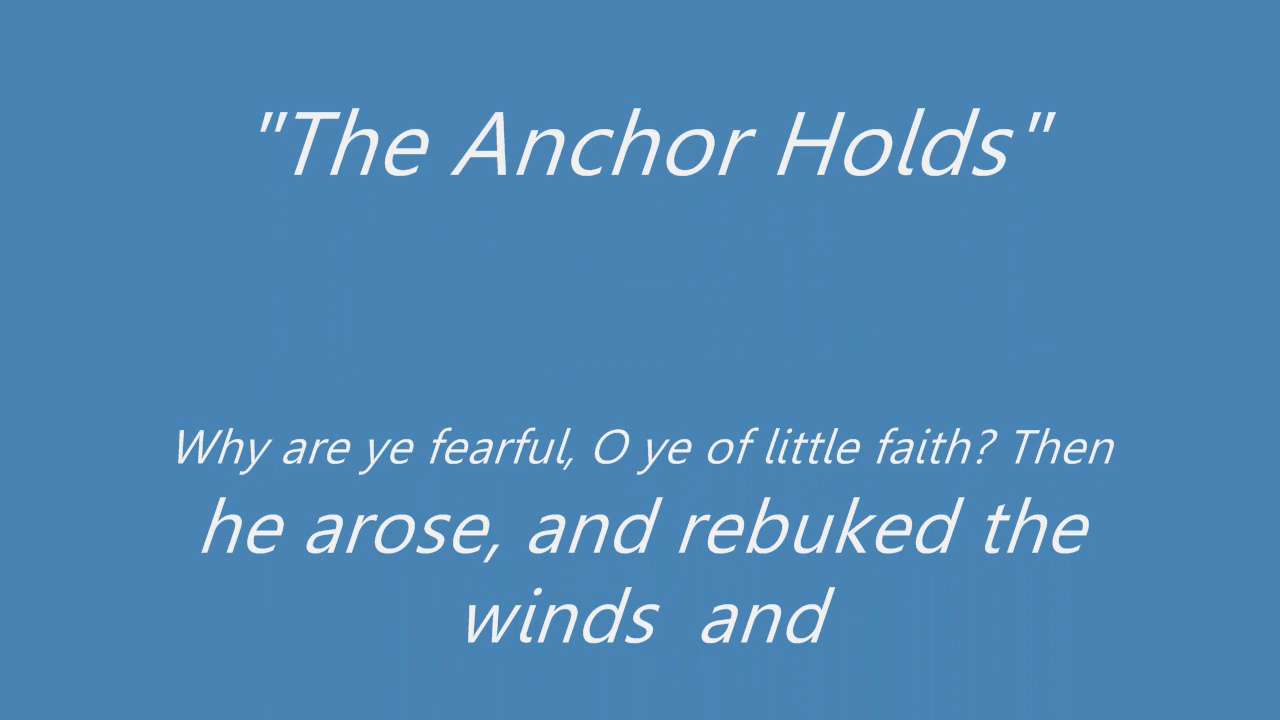 "The Anchor Holds"
Why are ye fearful, O ye of little faith? Then
he arose, and rebuked the
winds  and